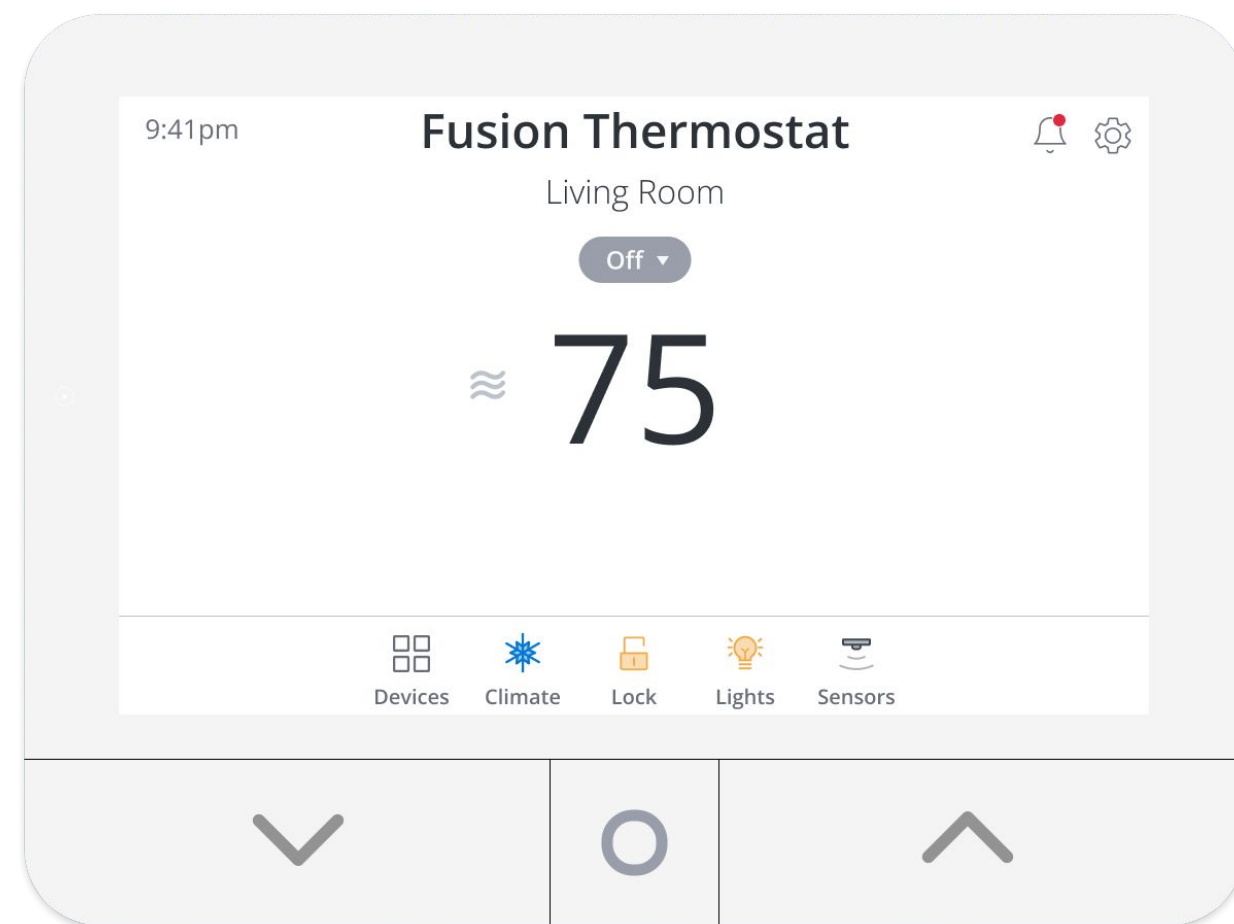 9:41pm
Fusion Thermostat
Living Room
Off
75
Devices Climate Lock Lights Sensors